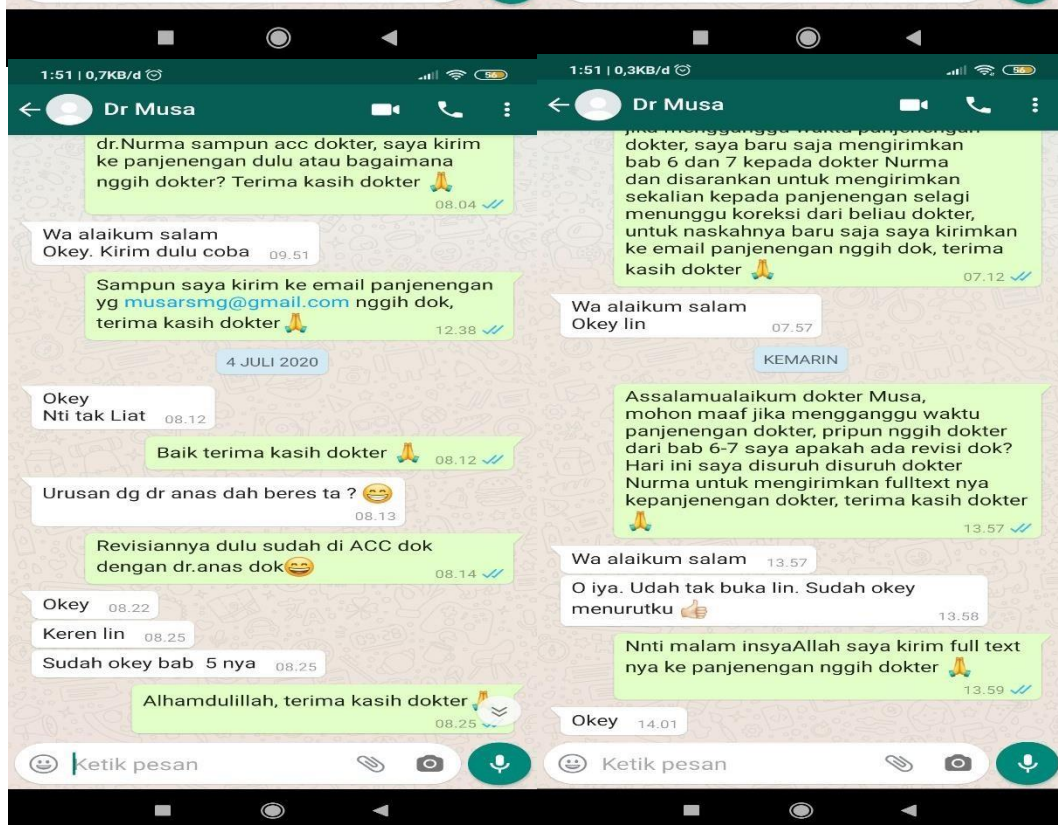 1:51 | 0,7KB/d
56
Dr Musa
dr.Nurma sampun acc dokter, saya kirim
ke panjenengan dulu atau bagaimana
nggih dokter? Terima kasih dokter 🙏
08.04
Wa alaikum salam
Okey. Kirim dulu coba 09.51
Sampun saya kirim ke email panjenengan
yg musarsmg@gmail.com nggih dok,
terima kasih dokter 🙏
12.38
4 JULI 2020
Okey
Nti tak Liat 08.12
Baik terima kasih dokter 🙏 08.12
Urusan dg dr anas dah beres ta ? 😁
08.13
Revisiannya dulu sudah di ACC dok
dengan dr.anas dok😄
08.14
Okey 08.22
Keren lin 08.25
Sudah okey bab 5 nya 08.25
Alhamdulillah, terima kasih dokter 🙏
08.25
Ketik pesan
1:51 | 0,3KB/d
56
Dr Musa
jika mengganggu waktu panjenengan
dokter, saya baru saja mengirimkan
bab 6 dan 7 kepada dokter Nurma
dan disarankan untuk mengirimkan
sekalian kepada panjenengan selagi
menunggu koreksi dari beliau dokter,
untuk naskahnya baru saja saya kirimkan
ke email panjenengan nggih dok, terima
kasih dokter 🙏
07.12
Wa alaikum salam
Okey lin 07.57
KEMARIN
Assalamualaikum dokter Musa,
mohon maaf jika mengganggu waktu
panjenengan dokter, pripun nggih dokter
dari bab 6-7 saya apakah ada revisi dok?
Hari ini saya disuruh disuruh dokter
Nurma untuk mengirimkan fulltext nya
kepanjenengan dokter, terima kasih dokter
🙏
13.57
Wa alaikum salam 13.57
O iya. Udah tak buka lin. Sudah okey
menurutku 👍🏻
13.58
Nnti malam insyaAllah saya kirim full text
nya ke panjenengan nggih dokter 🙏
13.59
Okey 14.01
Ketik pesan